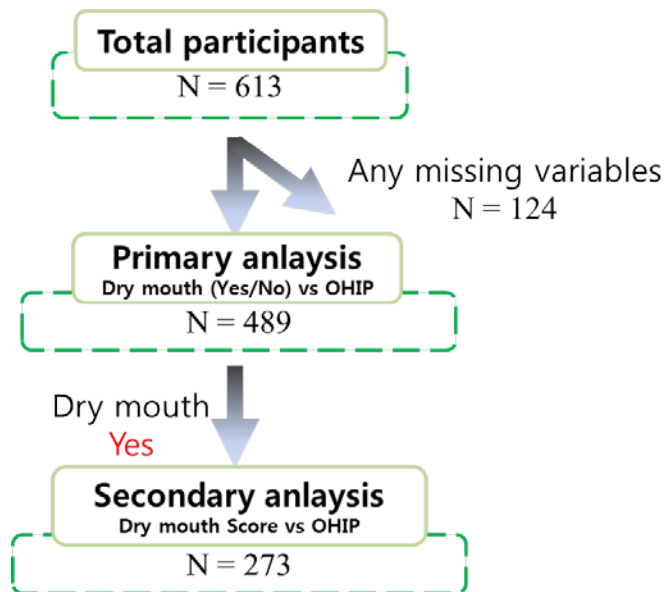 Total participants
N = 613
Any missing variables
N = 124
Primary anlaysis
Dry mouth (Yes/No) vs OHIP
N = 489
Dry mouth
Yes
Secondary anlaysis
Dry mouth Score vs OHIP
N = 273